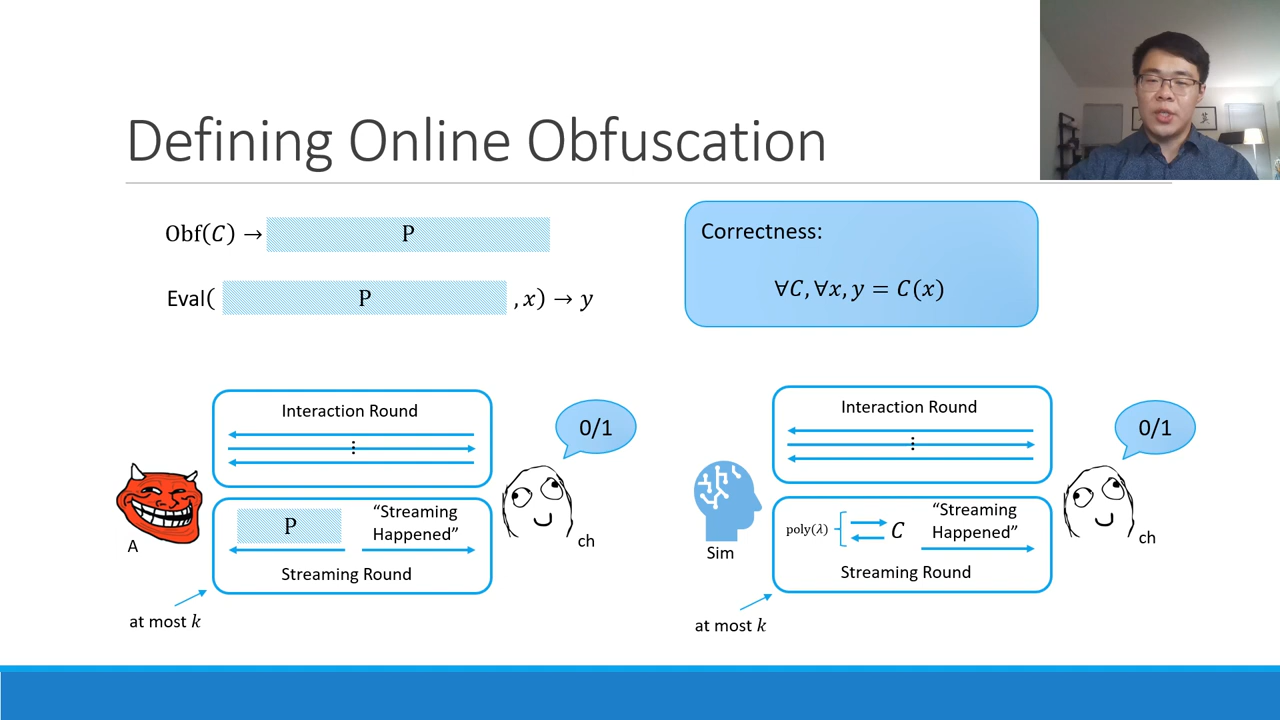 Defining Online Obfuscation
Obf(C) → P
Eval( P , x) → y
Correctness:
∀C, ∀x, y = C(x)
Interaction Round
⋮
0/1
P
"Streaming
Happened"
Streaming Round
A
ch
at most k
Interaction Round
⋮
0/1
poly(λ)
C
"Streaming
Happened"
Streaming Round
Sim
ch
at most k